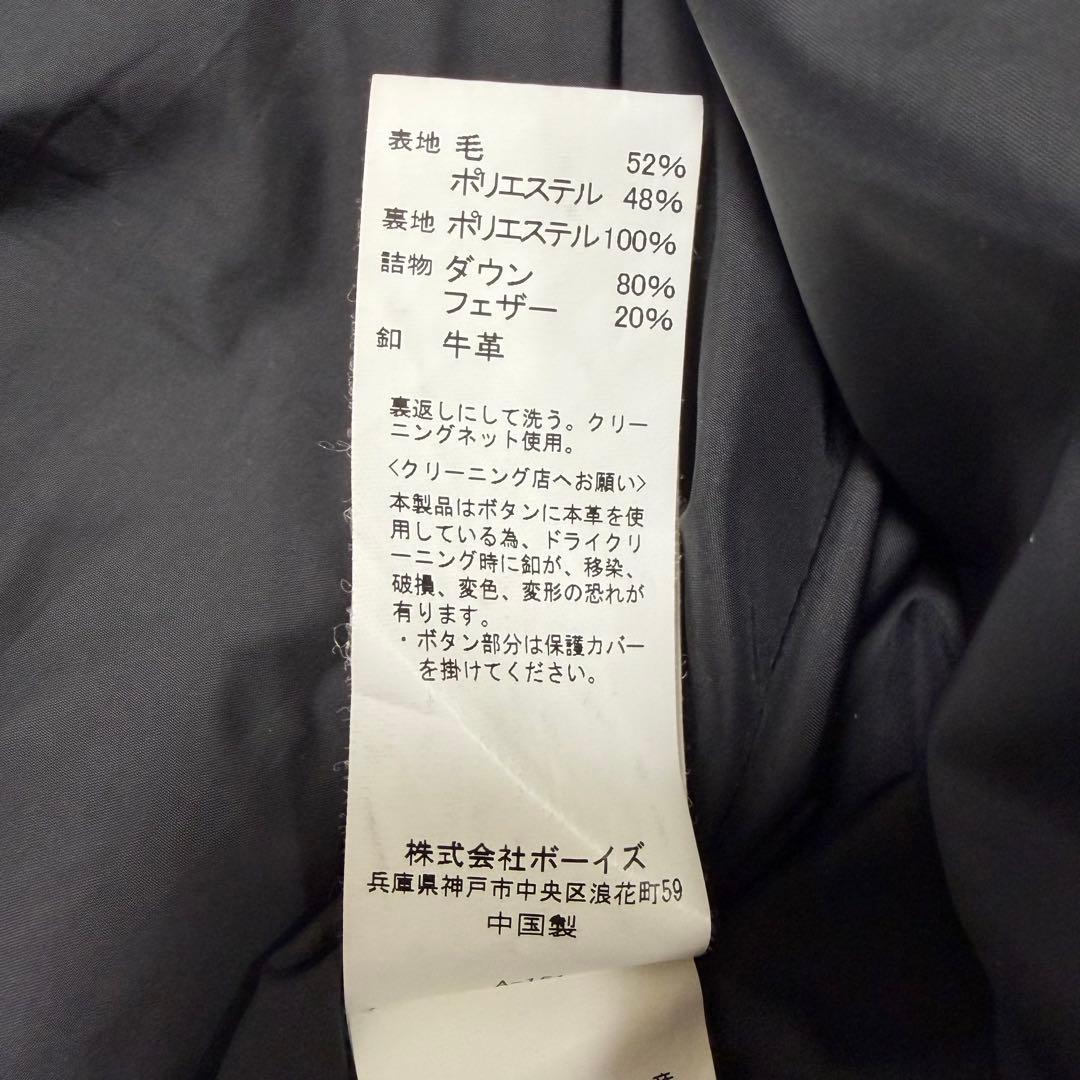 表地 毛 52%
ポリエステル 48%
裏地 ポリエステル100%
詰物 ダウン 80%
フェザー 20%
釦 牛革
裏返しにして洗う。クリー
ニングネット使用。
<クリーニング店へお願い>
本製品はボタンに本革を使
用している為、ドライクリ
ーニング時に釦が、移染、
破損、変色、変形の恐れが
有ります。
・ボタン部分は保護カバー
を掛けてください。
株式会社ボーイズ
兵庫県神戸市中央区浪花町59
中国製